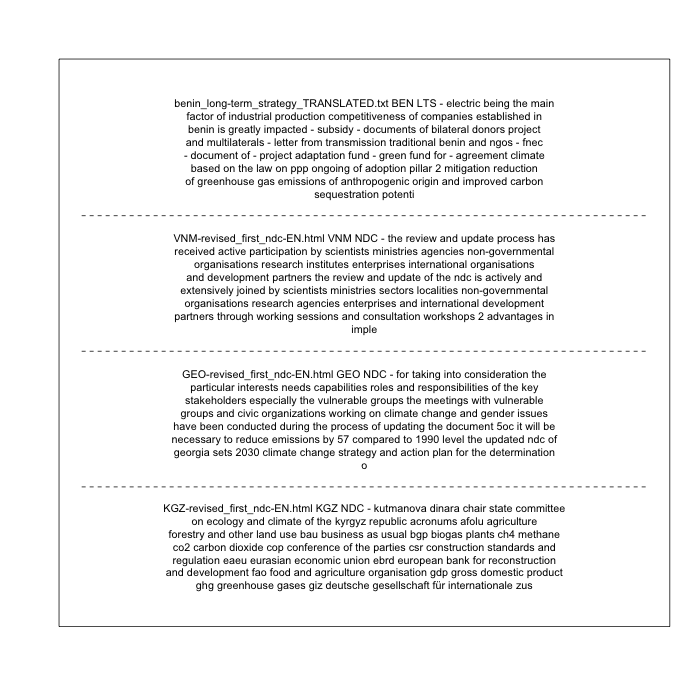 benin_long-term_strategy_TRANSLATED.txt BEN LTS - electric being the main
factor of industrial production competitiveness of companies established in
benin is greatly impacted - subsidy - documents of bilateral donors project
and multilaterals - letter from transmission traditional benin and ngos - fnec
- document of - project adaptation fund - green fund for - agreement climate
based on the law on ppp ongoing of adoption pillar 2 mitigation reduction
of greenhouse gas emissions of anthropogenic origin and improved carbon
sequestration potenti
VNM-revised_first_ndc-EN.html VNM NDC - the review and update process has
received active participation by scientists ministries agencies non-governmental
organisations research institutes enterprises international organisations
and development partners the review and update of the ndc is actively and
extensively joined by scientists ministries sectors localities non-governmental
organisations research agencies enterprises and international development
partners through working sessions and consultation workshops 2 advantages in
imple
GEO-revised_first_ndc-EN.html GEO NDC - for taking into consideration the
particular interests needs capabilities roles and responsibilities of the key
stakeholders especially the vulnerable groups the meetings with vulnerable
groups and civic organizations working on climate change and gender issues
have been conducted during the process of updating the document 5oc it will be
necessary to reduce emissions by 57 compared to 1990 level the updated ndc of
georgia sets 2030 climate change strategy and action plan for the determination
o
KGZ-revised_first_ndc-EN.html KGZ NDC - kutmanova dinara chair state committee
on ecology and climate of the kyrgyz republic acronums afolu agriculture
forestry and other land use bau business as usual bgp biogas plants ch4 methane
co2 carbon dioxide cop conference of the parties csr construction standards and
regulation eaeu eurasian economic union ebrd european bank for reconstruction
and development fao food and agriculture organisation gdp gross domestic product
ghg greenhouse gases giz deutsche gesellschaft für internationale zus